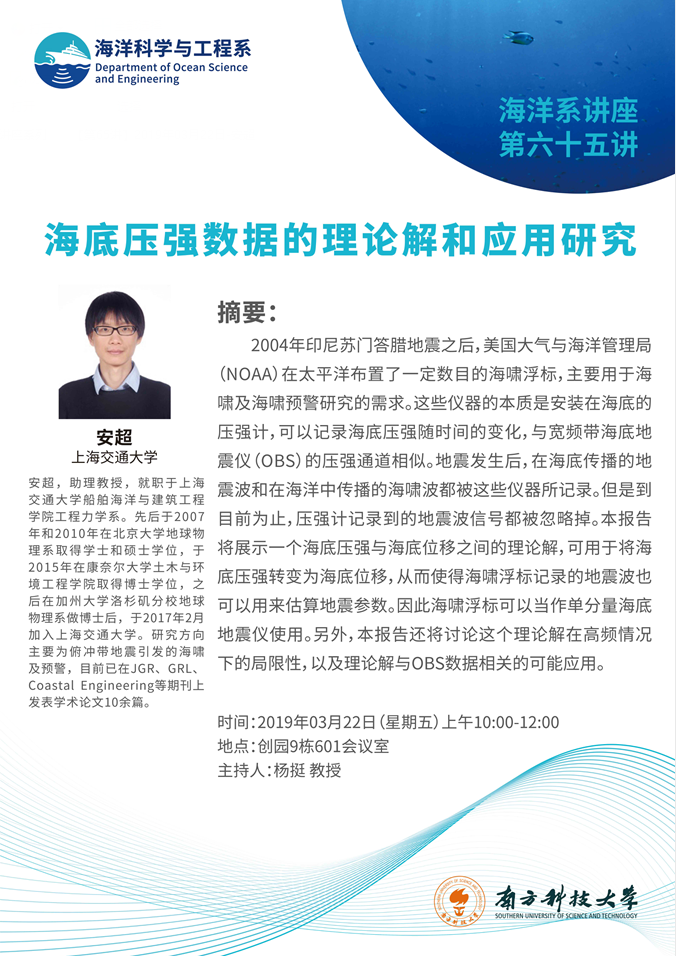 海洋科学与工程系
Department of Ocean Science
and Engineering
海洋系讲座
第六十五讲
海底压强数据的理论解和应用研究
安超
上海交通大学
安超，助理教授，就职于上海
交通大学船舶海洋与建筑工程
学院工程力学系。先后于2007
年和2010年在北京大学地球物
理系取得学士和硕士学位，于
2015年在康奈尔大学土木与环
境工程学院取得博士学位，之
后在加州大学洛杉矶分校地球
物理系做博士后，于2017年2月
加入上海交通大学。研究方向
主要为俯冲带地震引发的海啸
及预警，目前已在JGR、GRL、
Coastal Engineering等期刊上
发表学术论文10余篇。
摘要：
2004年印尼苏门答腊地震之后，美国大气与海洋管理局
（NOAA）在太平洋布置了一定数目的海啸浮标，主要用于海
啸及海啸预警研究的需求。这些仪器的本质是安装在海底的
压强计，可以记录海底压强随时间的变化，与宽频带海底地
震仪（OBS）的压强通道相似。地震发生后，在海底传播的地
震波和在海洋中传播的海啸波都被这些仪器所记录。但是到
目前为止，压强计记录到的地震波信号都被忽略掉。本报告
将展示一个海底压强与海底位移之间的理论解，可用于将海
底压强转变为海底位移，从而使得海啸浮标记录的地震波也
可以用来估算地震参数。因此海啸浮标可以当作单分量海底
地震仪使用。另外，本报告还将讨论这个理论解在高频情况
下的局限性，以及理论解与OBS数据相关的可能应用。
时间：2019年03月22日（星期五）上午10:00-12:00
地点：创园9栋601会议室
主持人：杨挺 教授
南方科技大学
SOUTHERN UNIVERSITY OF SCIENCE AND TECHNOLOGY